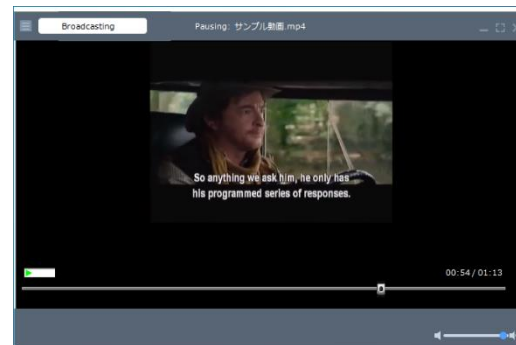 Broadcasting
Pausing: サンプル動画.mp4
So anything we ask him, he only has
his programmed series of responses.
00:54 / 01:13